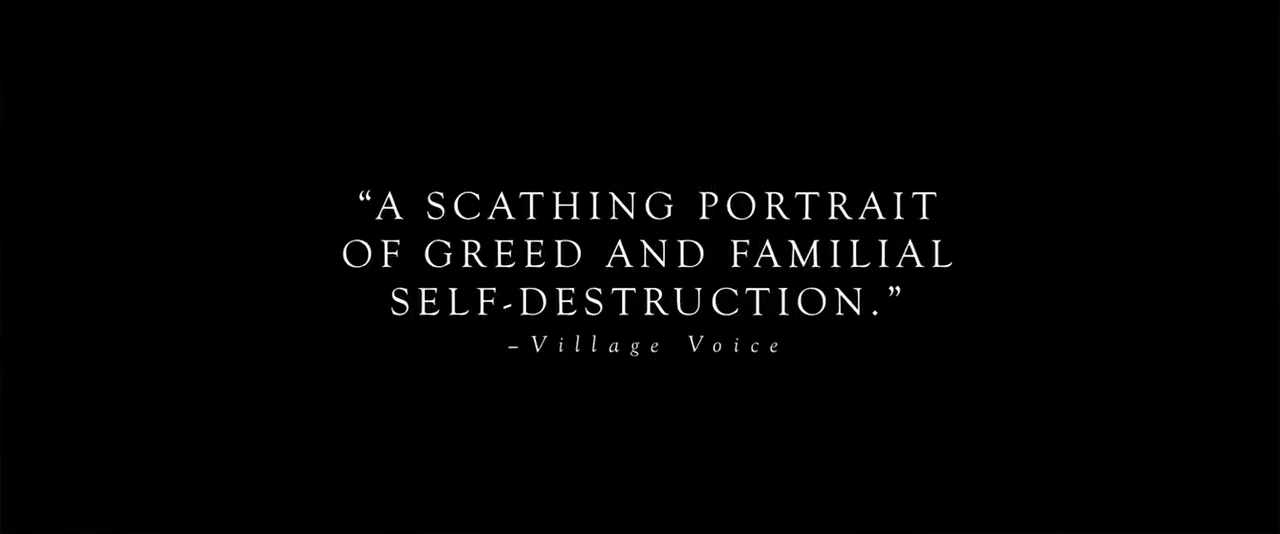 “A SCATHING PORTRAIT
OF GREED AND FAMILIAL
SELF-DESTRUCTION.”
– Village Voice